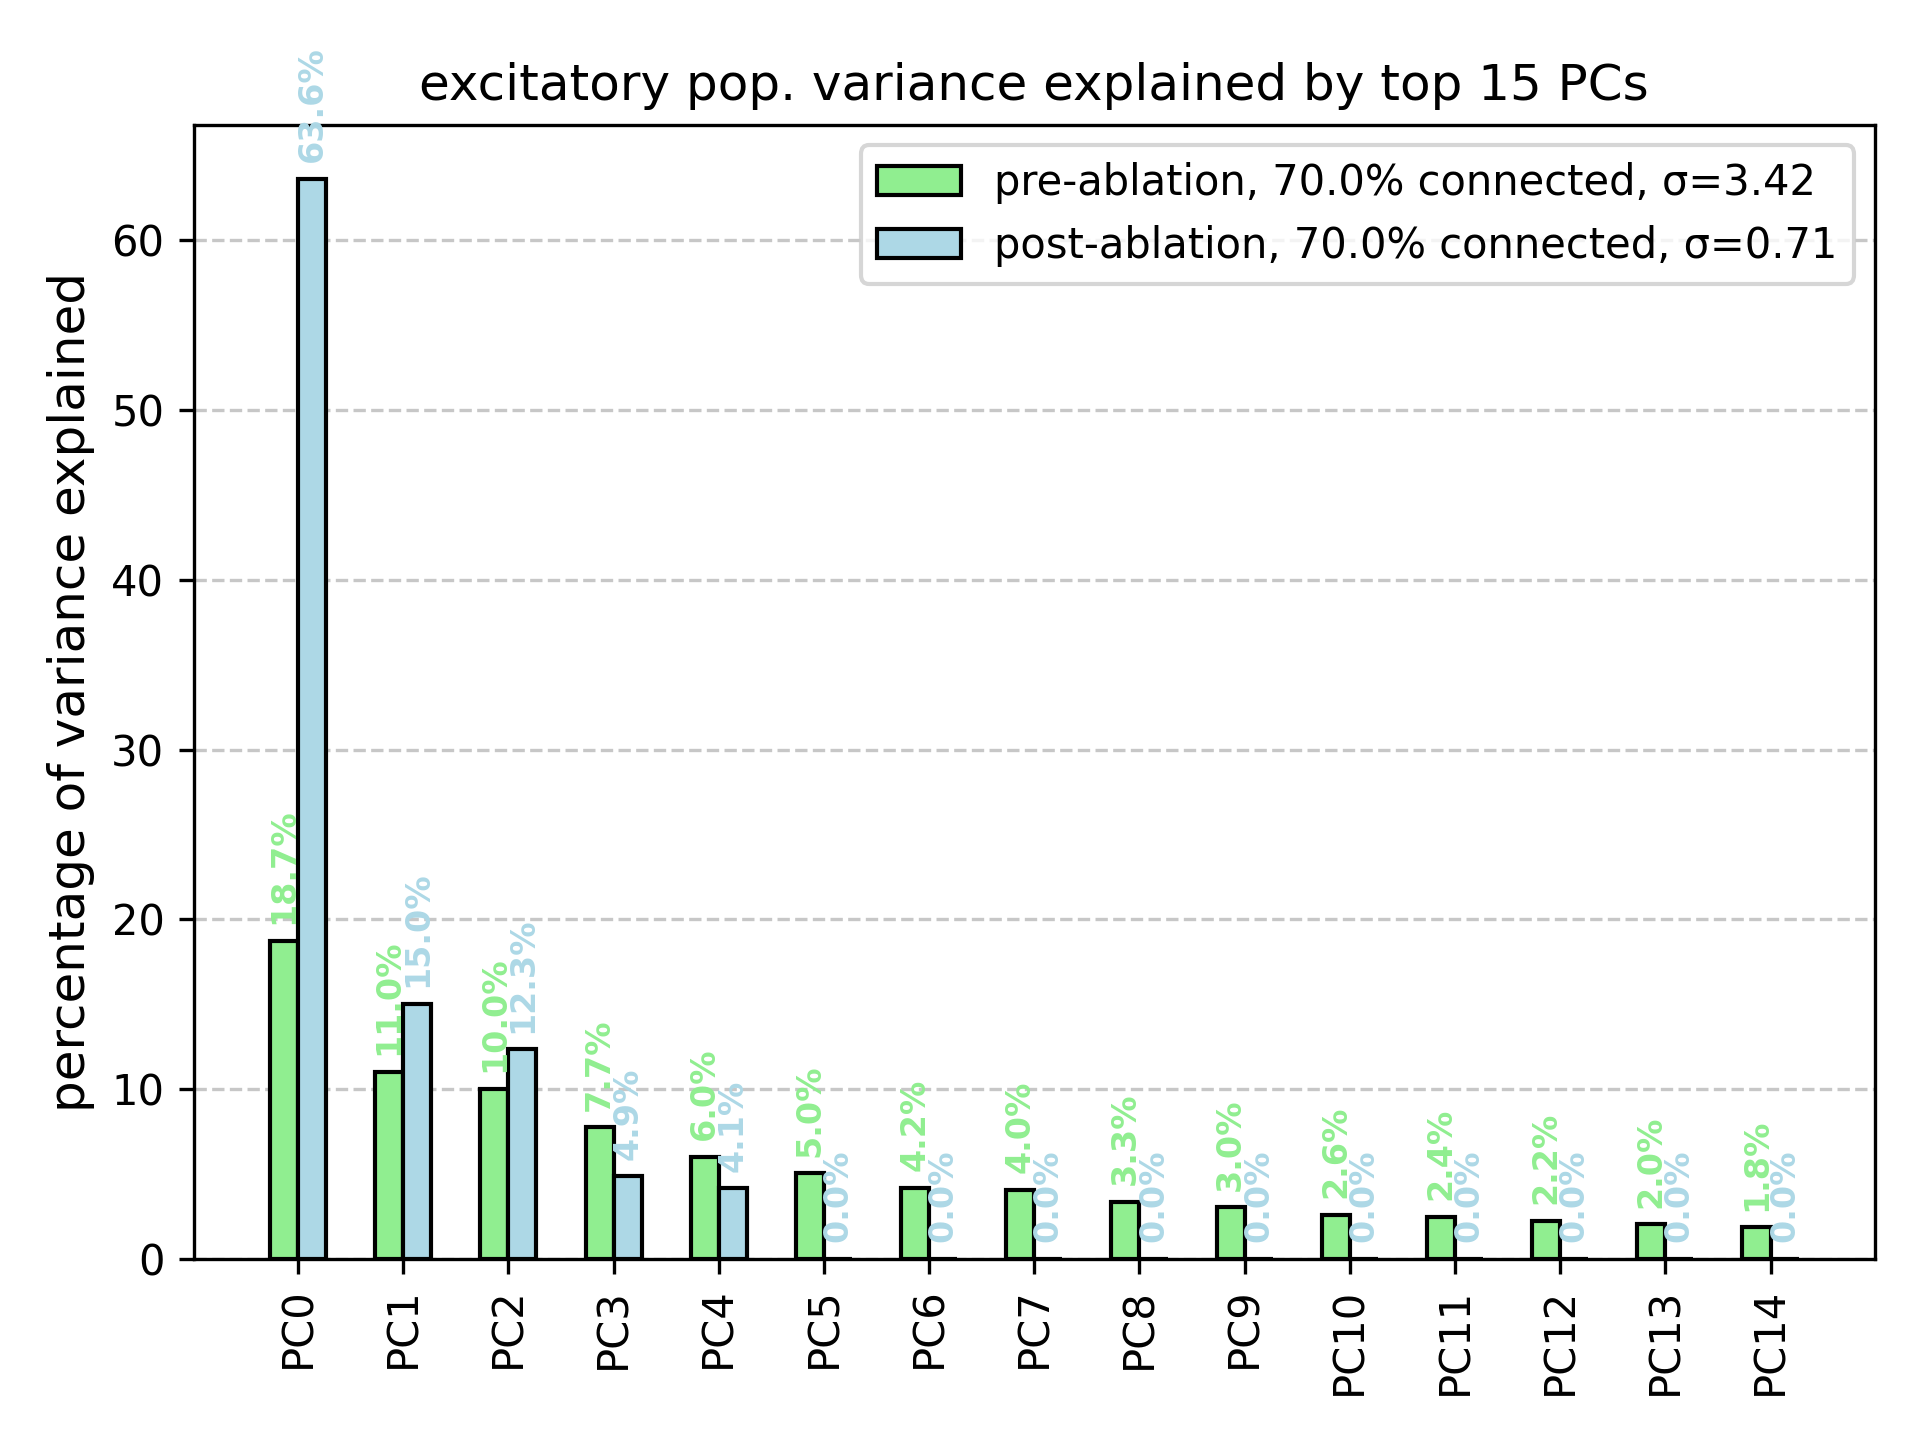 excitatory pop. variance explained by top 15 PCs
pre-ablation, 70.0% connected, σ=3.42
post-ablation, 70.0% connected, σ=0.71
percentage of variance explained
60
50
40
30
20
10
0
18.7%
63.6%
11.0%
15.0%
10.0%
12.3%
7.7%
4.9%
6.0%
4.1%
5.0%
0.0%
4.2%
0.0%
4.0%
0.0%
3.3%
0.0%
3.0%
0.0%
2.6%
0.0%
2.4%
0.0%
2.2%
0.0%
2.0%
0.0%
1.8%
0.0%
PC0
PC1
PC2
PC3
PC4
PC5
PC6
PC7
PC8
PC9
PC10
PC11
PC12
PC13
PC14